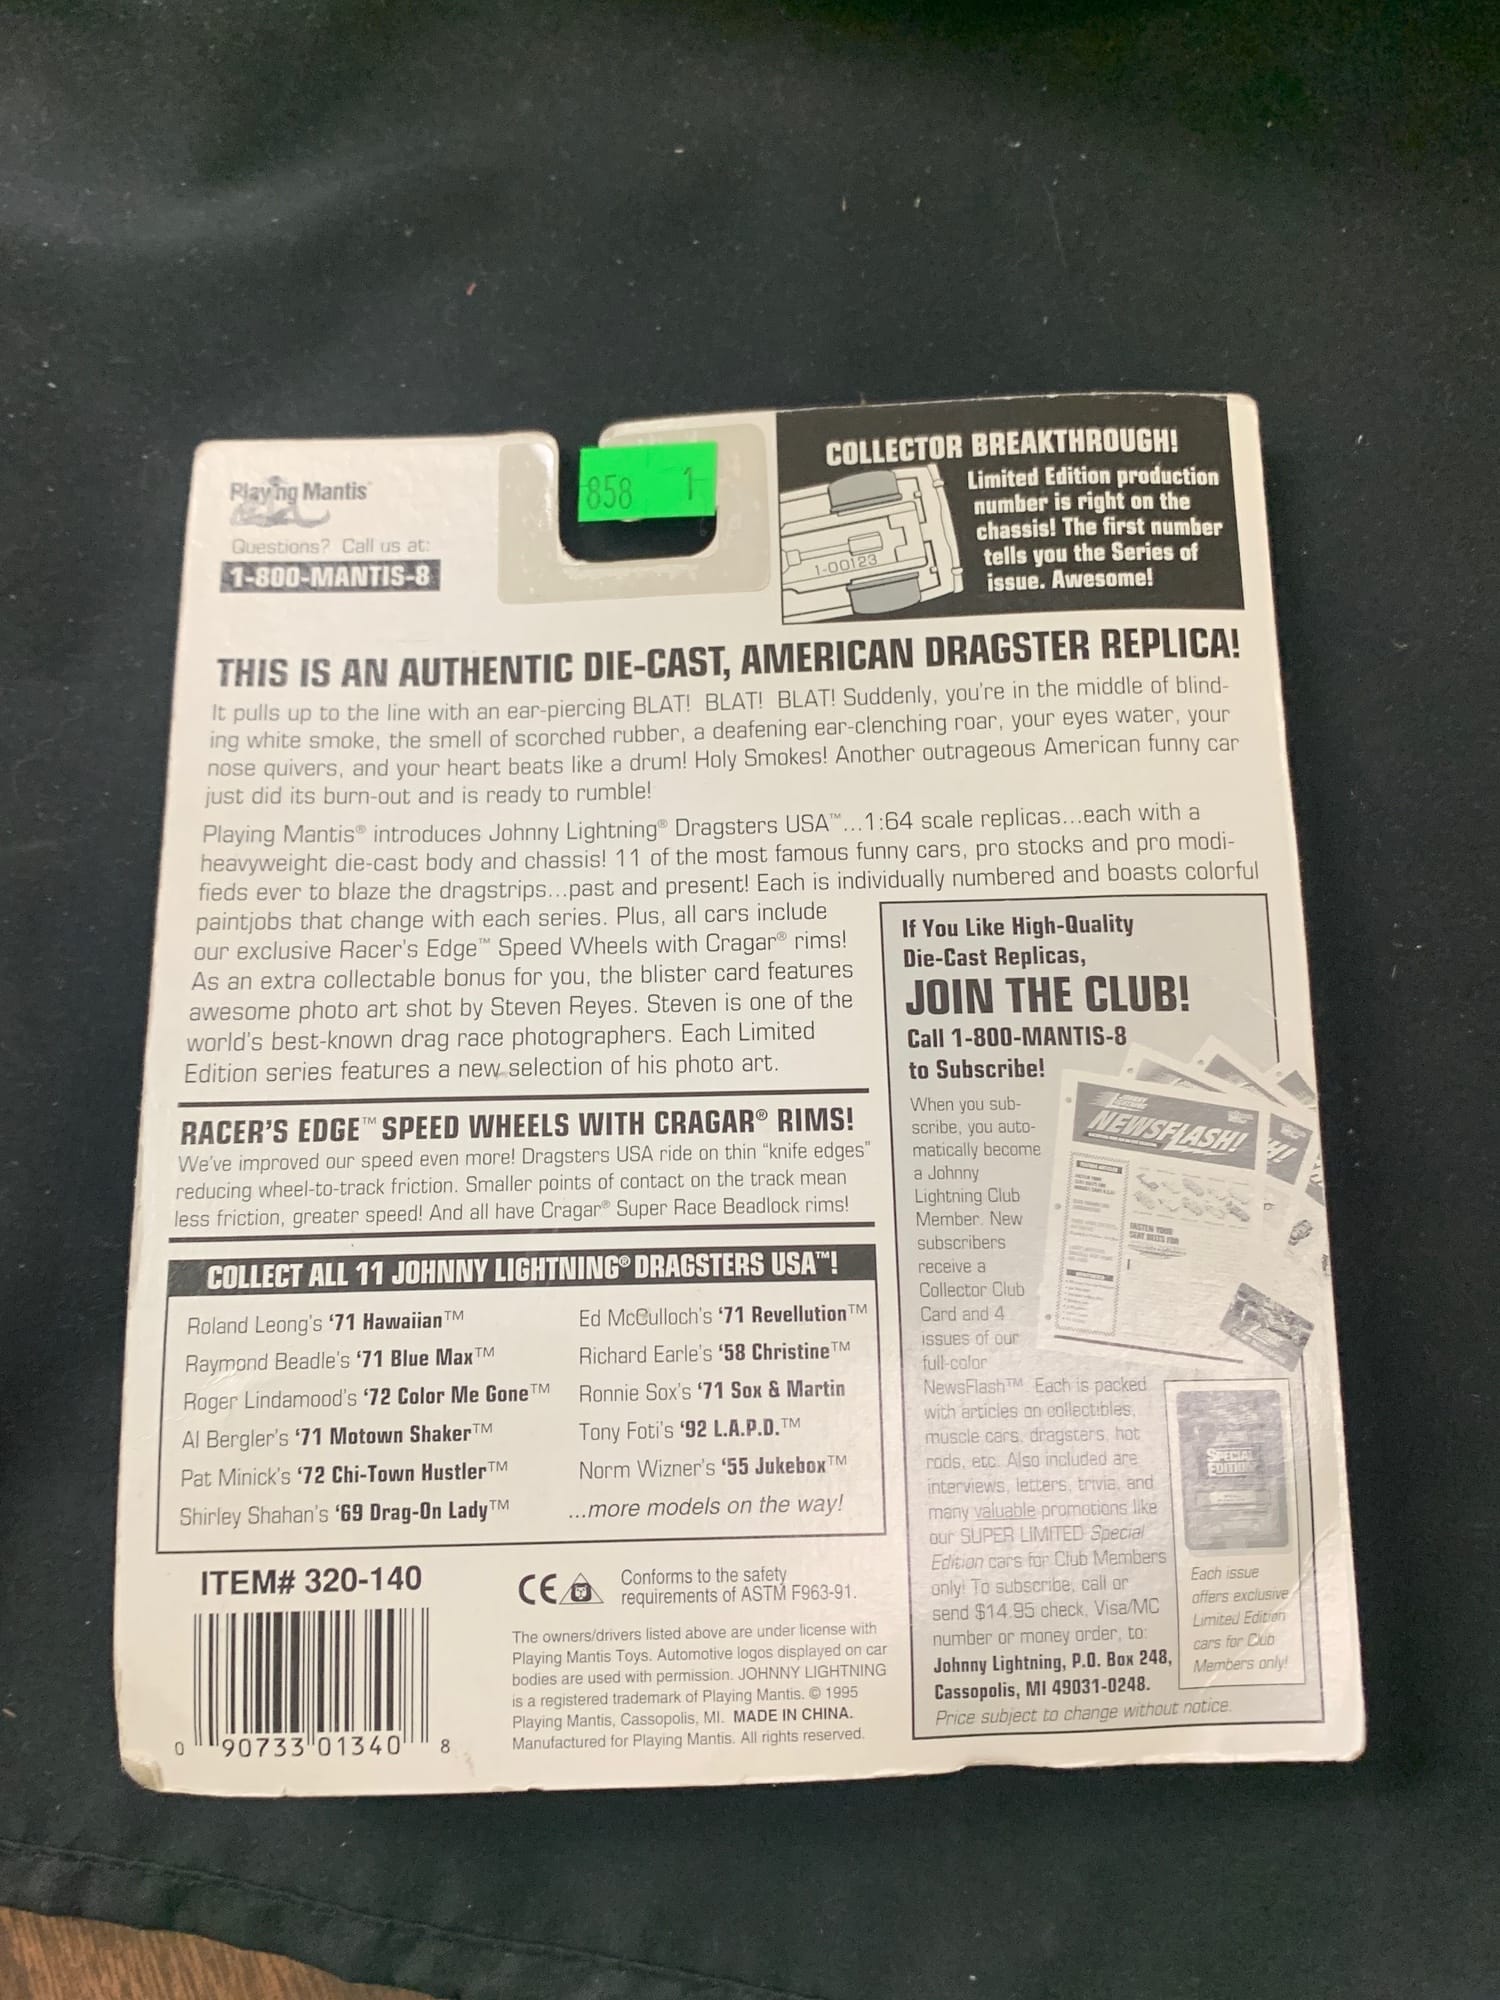 858 1
Playing Mantis
Questions? Call us at:
1-800-MANTIS-8
COLLECTOR BREAKTHROUGH!
Limited Edition production
number is right on the
chassis! The first number
tells you the Series of
issue. Awesome!
1-00123
THIS IS AN AUTHENTIC DIE-CAST, AMERICAN DRAGSTER REPLICA!
It pulls up to the line with an ear-piercing BLAT! BLAT! BLAT! Suddenly, you're in the middle of blind-
ing white smoke, the smell of scorched rubber, a deafening ear-clenching roar, your eyes water, your
nose quivers, and your heart beats like a drum! Holy Smokes! Another outrageous American funny car
just did its burn-out and is ready to rumble!
Playing Mantis® introduces Johnny Lightning® Dragsters USA™...1:64 scale replicas...each with a
heavyweight die-cast body and chassis! 11 of the most famous funny cars, pro stocks and pro modi-
fieds ever to blaze the dragstrips...past and present! Each is individually numbered and boasts colorful
paintjobs that change with each series. Plus, all cars include
our exclusive Racer's Edge™ Speed Wheels with Cragar® rims!
As an extra collectable bonus for you, the blister card features
awesome photo art shot by Steven Reyes. Steven is one of the
world's best-known drag race photographers. Each Limited
Edition series features a new selection of his photo art.
RACER'S EDGE™ SPEED WHEELS WITH CRAGAR® RIMS!
We've improved our speed even more! Dragsters USA ride on thin "knife edges"
reducing wheel-to-track friction. Smaller points of contact on the track mean
less friction, greater speed! And all have Cragar® Super Race Beadlock rims!
COLLECT ALL 11 JOHNNY LIGHTNING® DRAGSTERS USA™!
Roland Leong's '71 Hawaiian™
Raymond Beadle's '71 Blue Max™
Roger Lindamood's '72 Color Me Gone™
Al Bergler's '71 Motown Shaker™
Pat Minick's '72 Chi-Town Hustler™
Shirley Shahan's '69 Drag-On Lady™
Ed McCulloch's '71 Revellution™
Richard Earle's '58 Christine™
Ronnie Sox's '71 Sox & Martin
Tony Foti's '92 L.A.P.D.™
Norm Wizner's '55 Jukebox™
...more models on the way!
ITEM# 320-140
0 90733 01340 8
CE
Conforms to the safety
requirements of ASTM F963-91.
The owners/drivers listed above are under license with
Playing Mantis Toys. Automotive logos displayed on car
bodies are used with permission. JOHNNY LIGHTNING
is a registered trademark of Playing Mantis. © 1995
Playing Mantis, Cassopolis, MI. MADE IN CHINA.
Manufactured for Playing Mantis. All rights reserved.
If You Like High-Quality
Die-Cast Replicas,
JOIN THE CLUB!
Call 1-800-MANTIS-8
to Subscribe!
When you sub-
scribe, you auto-
matically become
a Johnny
Lightning Club
Member. New
subscribers
receive a
Collector Club
Card and 4
issues of our
full-color
NewsFlash™. Each is packed
with articles on collectibles,
muscle cars, dragsters, hot
rods, etc. Also included are
interviews, letters, trivia, and
many valuable promotions like
our SUPER LIMITED Special
Edition cars for Club Members
only! To subscribe, call or
send $14.95 check, Visa/MC
number or money order, to:
Johnny Lightning, P.O. Box 248,
Cassopolis, MI 49031-0248.
Price subject to change without notice.
NEWSFLASH!
FASTEN YOUR
SEAT BELTS FOR
SPECIAL
EDITION
Each issue
offers exclusive
Limited Edition
cars for Club
Members only!